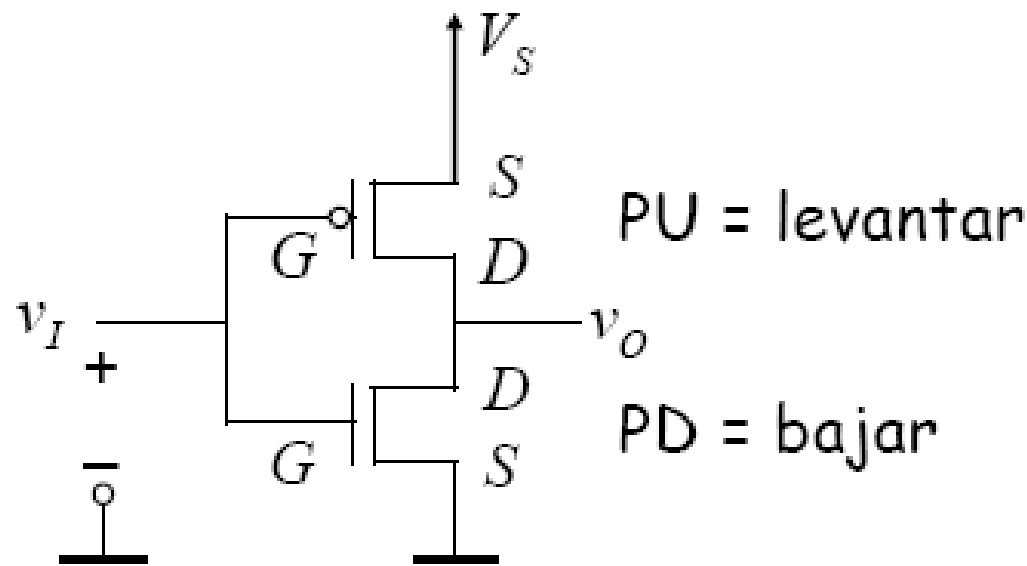 V_S
S
G
D
PU = levantar
v_I
v_O
+
D
PD = bajar
G
S
−